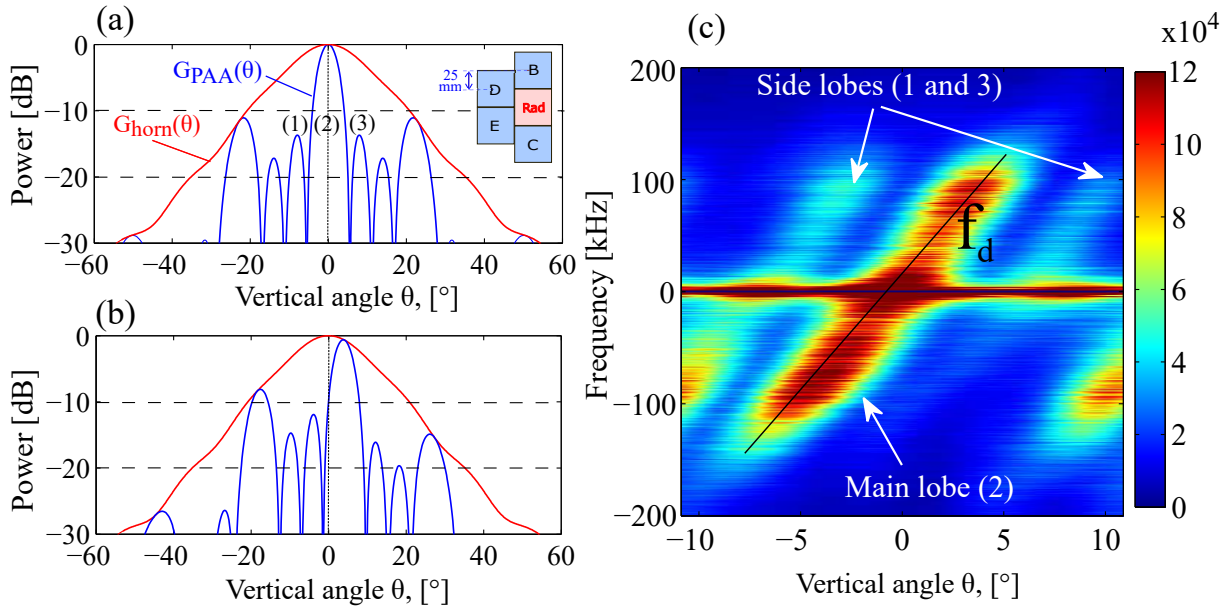 (a)
0
−10
−20
−30
Power [dB]
G_PAA(θ)
G_horn(θ)
(1) (2) (3)
25
mm
B
D
Rad
E
C
−60 −40 −20 0 20 40 60
Vertical angle θ, [°]
(b)
0
−10
−20
−30
Power [dB]
−60 −40 −20 0 20 40 60
Vertical angle θ, [°]
(c)
x10^4
200
100
0
−100
−200
Frequency [kHz]
Side lobes (1 and 3)
f_d
Main lobe (2)
−10 −5 0 5 10
Vertical angle θ, [°]
12
10
8
6
4
2
0